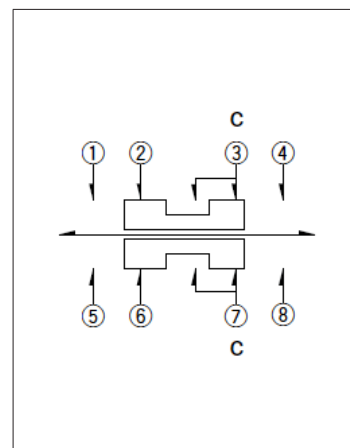 C
① ② ③ ④
⑤ ⑥ ⑦ ⑧
C